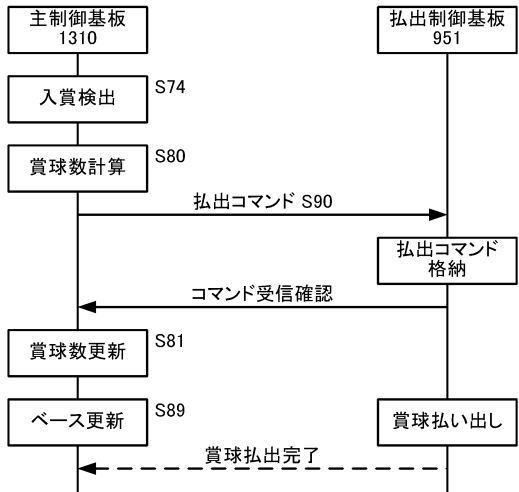 主制御基板
1310
払出制御基板
951
入賞検出
S74
賞球数計算
S80
払出コマンド S90
払出コマンド
格納
コマンド受信確認
賞球数更新
S81
ベース更新
S89
賞球払い出し
賞球払出完了